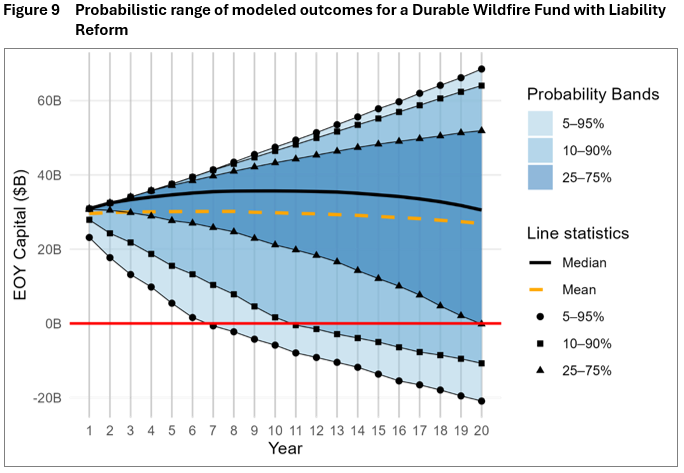 Figure 9 Probabilistic range of modeled outcomes for a Durable Wildfire Fund with Liability
Reform
EOY Capital ($B)
60B
40B
20B
0B
-20B
1 2 3 4 5 6 7 8 9 10 11 12 13 14 15 16 17 18 19 20
Year
Probability Bands
5–95%
10–90%
25–75%
Line statistics
Median
Mean
5–95%
10–90%
25–75%